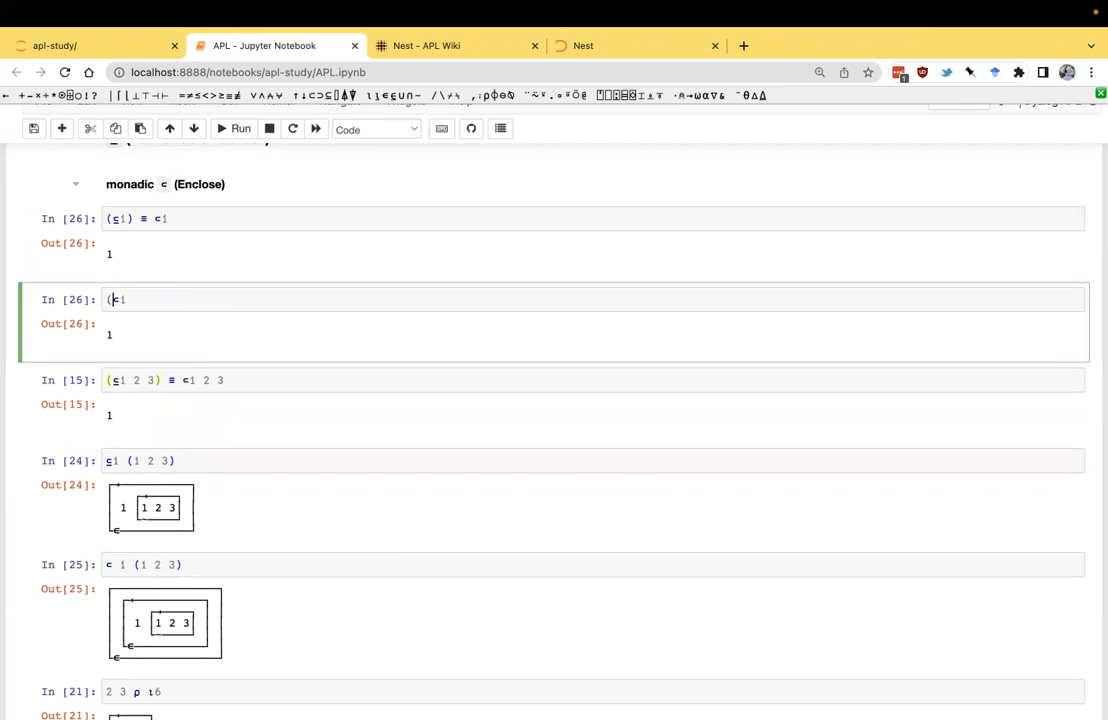 apl-study/ APL - Jupyter Notebook Nest - APL Wiki Nest
localhost:8888/notebooks/apl-study/APL.ipynb
Run Code
monadic ⊂ (Enclose)
In [26]: (⊆1) ≡ ⊂1
Out[26]:
1
In [26]: (⊂1
Out[26]:
1
In [15]: (⊆1 2 3) ≡ ⊂1 2 3
Out[15]:
1
In [24]: ⊆1 (1 2 3)
Out[24]:
1 1 2 3
In [25]: ⊂ 1 (1 2 3)
Out[25]:
1 1 2 3
In [21]: 2 3 ⍴ ⍳6
Out[21]: